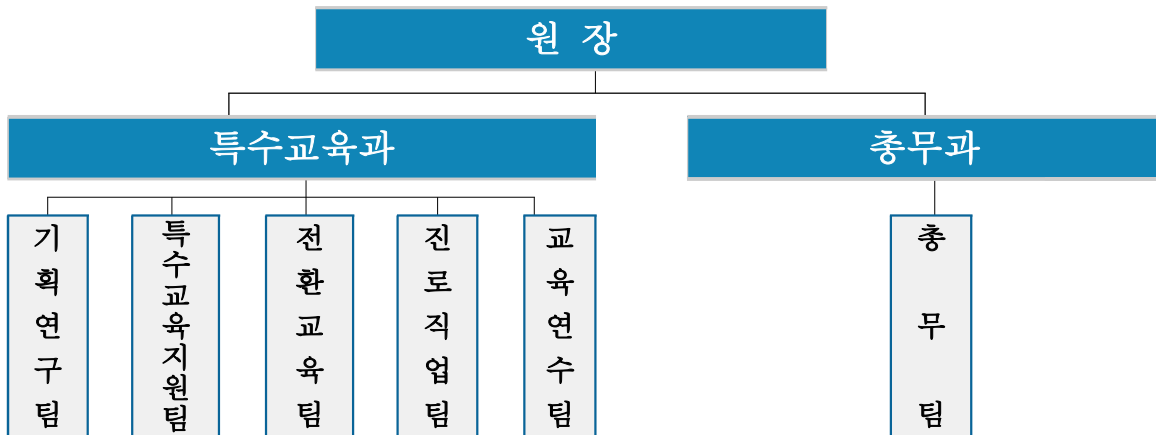 원 장
특수교육과
총무과
기획연구팀
특수교육지원팀
전환교육팀
진로직업팀
교육연수팀
총무팀